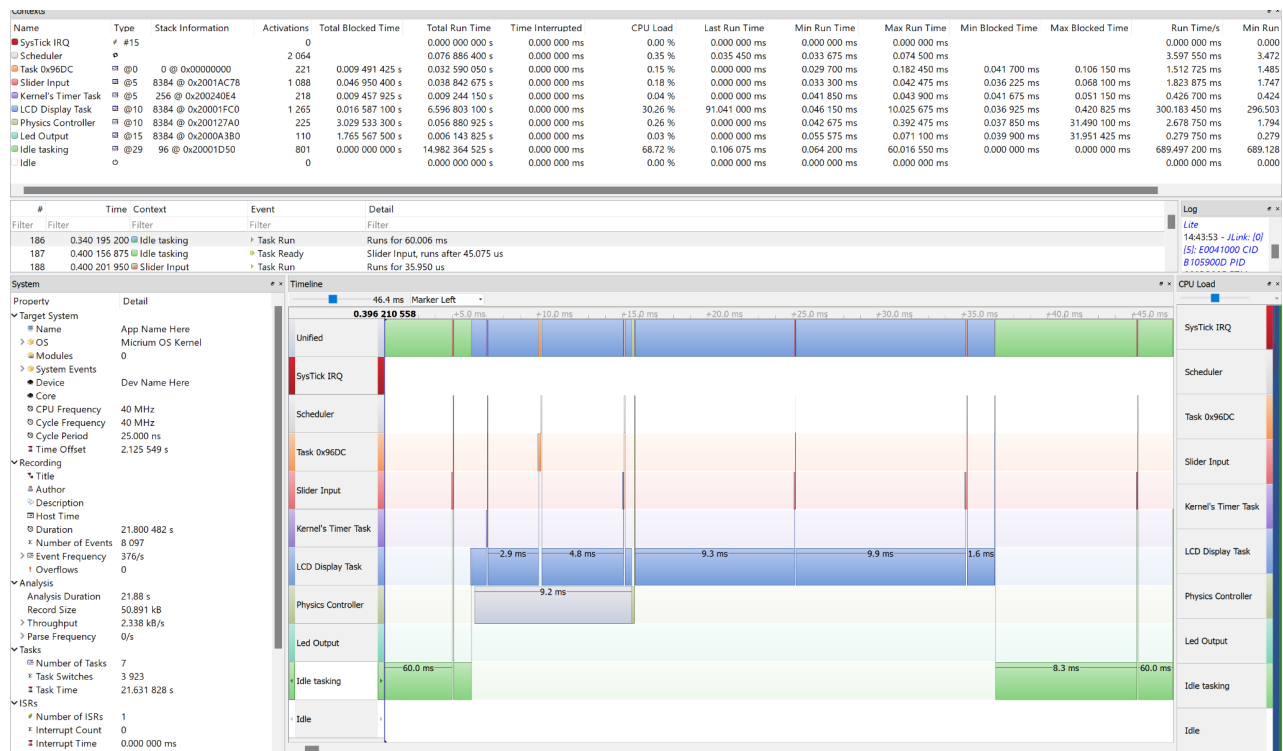 Contexts
Name Type Stack Information Activations Total Blocked Time Total Run Time Time Interrupted CPU Load Last Run Time Min Run Time Max Run Time Min Blocked Time Max Blocked Time Run Time/s Min Run
SysTick IRQ #15 0 0.000 000 000 s 0.000 000 ms 0.00 % 0.000 000 ms 0.000 000 ms 0.000 000 ms 0.000 000 ms 0.000
Scheduler 2 064 0.076 886 400 s 0.000 000 ms 0.35 % 0.035 450 ms 0.033 675 ms 0.074 500 ms 3.597 550 ms 3.472
Task 0x96DC @0 0 @ 0x00000000 221 0.009 491 425 s 0.032 590 050 s 0.000 000 ms 0.15 % 0.000 000 ms 0.029 700 ms 0.182 450 ms 0.041 700 ms 0.106 150 ms 1.512 725 ms 1.485
Slider Input @5 8384 @ 0x2001AC78 1 088 0.046 950 400 s 0.038 842 675 s 0.000 000 ms 0.18 % 0.000 000 ms 0.033 300 ms 0.042 475 ms 0.036 225 ms 0.068 100 ms 1.823 875 ms 1.747
Kernel's Timer Task @5 256 @ 0x200240E4 218 0.009 457 925 s 0.009 244 150 s 0.000 000 ms 0.04 % 0.000 000 ms 0.041 850 ms 0.043 900 ms 0.041 675 ms 0.051 150 ms 0.426 700 ms 0.424
LCD Display Task @10 8384 @ 0x20001FC0 1 265 0.016 587 100 s 6.596 803 100 s 0.000 000 ms 30.26 % 91.041 000 ms 0.046 150 ms 10.025 675 ms 0.036 925 ms 0.420 825 ms 300.183 450 ms 296.503
Physics Controller @10 8384 @ 0x200127A0 225 3.029 533 300 s 0.056 880 925 s 0.000 000 ms 0.26 % 0.000 000 ms 0.042 675 ms 0.392 475 ms 0.037 850 ms 31.490 100 ms 2.678 750 ms 1.794
Led Output @15 8384 @ 0x2000A3B0 110 1.765 567 500 s 0.006 143 825 s 0.000 000 ms 0.03 % 0.000 000 ms 0.055 575 ms 0.071 100 ms 0.039 900 ms 31.951 425 ms 0.279 750 ms 0.279
Idle tasking @29 96 @ 0x20001D50 801 0.000 000 000 s 14.982 364 525 s 0.000 000 ms 68.72 % 0.106 075 ms 0.064 200 ms 60.016 550 ms 0.000 000 ms 0.000 000 ms 689.497 200 ms 689.128
Idle 0 0.000 000 000 s 0.000 000 ms 0.00 % 0.000 000 ms 0.000 000 ms 0.000 000 ms 0.000 000 ms 0.000
# Time Context Event Detail
Filter Filter Filter Filter Filter
186 0.340 195 200 Idle tasking Task Run Runs for 60.006 ms
187 0.400 156 875 Idle tasking Task Ready Slider Input, runs after 45.075 us
188 0.400 201 950 Slider Input Task Run Runs for 35.950 us
Log
Lite
14:43:53 - JLink: [0]
[5]: E0041000 CID
B105900D PID
System
Property Detail
Target System
Name App Name Here
OS Micrium OS Kernel
Modules 0
System Events
Device Dev Name Here
Core
CPU Frequency 40 MHz
Cycle Frequency 40 MHz
Cycle Period 25.000 ns
Time Offset 2.125 549 s
Recording
Title
Author
Description
Host Time
Duration 21.800 482 s
Number of Events 8 097
Event Frequency 376/s
Overflows 0
Analysis
Analysis Duration 21.88 s
Record Size 50.891 kB
Throughput 2.338 kB/s
Parse Frequency 0/s
Tasks
Number of Tasks 7
Task Switches 3 923
Task Time 21.631 828 s
ISRs
Number of ISRs 1
Interrupt Count 0
Interrupt Time 0.000 000 ms
Timeline
46.4 ms Marker Left
0.396 210 558 +5.0 ms +10.0 ms +15.0 ms +20.0 ms +25.0 ms +30.0 ms +35.0 ms +40.0 ms +45.0 ms
Unified
SysTick IRQ
Scheduler
Task 0x96DC
Slider Input
Kernel's Timer Task
LCD Display Task 2.9 ms 4.8 ms 9.3 ms 9.9 ms 1.6 ms
Physics Controller 9.2 ms
Led Output
Idle tasking 60.0 ms 8.3 ms 60.0 ms
Idle
CPU Load
SysTick IRQ
Scheduler
Task 0x96DC
Slider Input
Kernel's Timer Task
LCD Display Task
Physics Controller
Led Output
Idle tasking
Idle